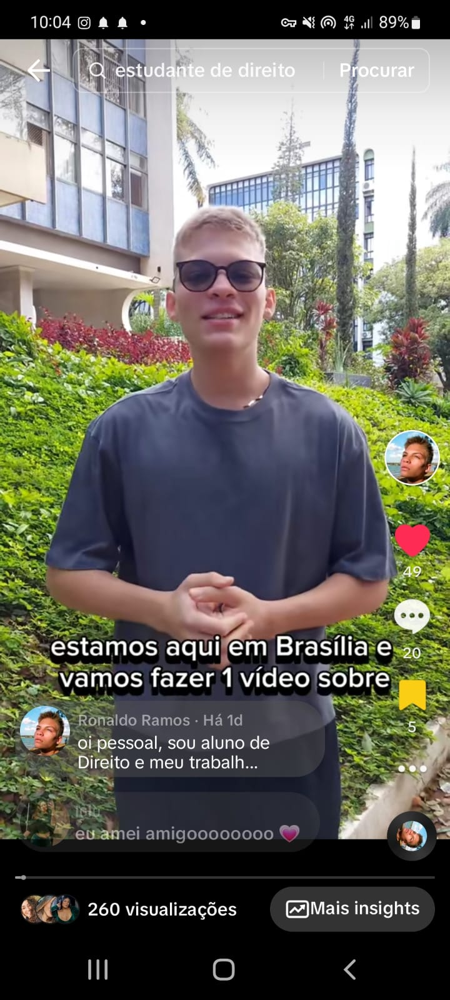 10:04
4G
89%
estudante de direito
Procurar
49
estamos aqui em Brasília e
vamos fazer 1 vídeo sobre
20
5
Ronaldo Ramos · Há 1d
oi pessoal, sou aluno de
Direito e meu trabalh...
eu amei amigoooooooo 💗
260 visualizações
Mais insights